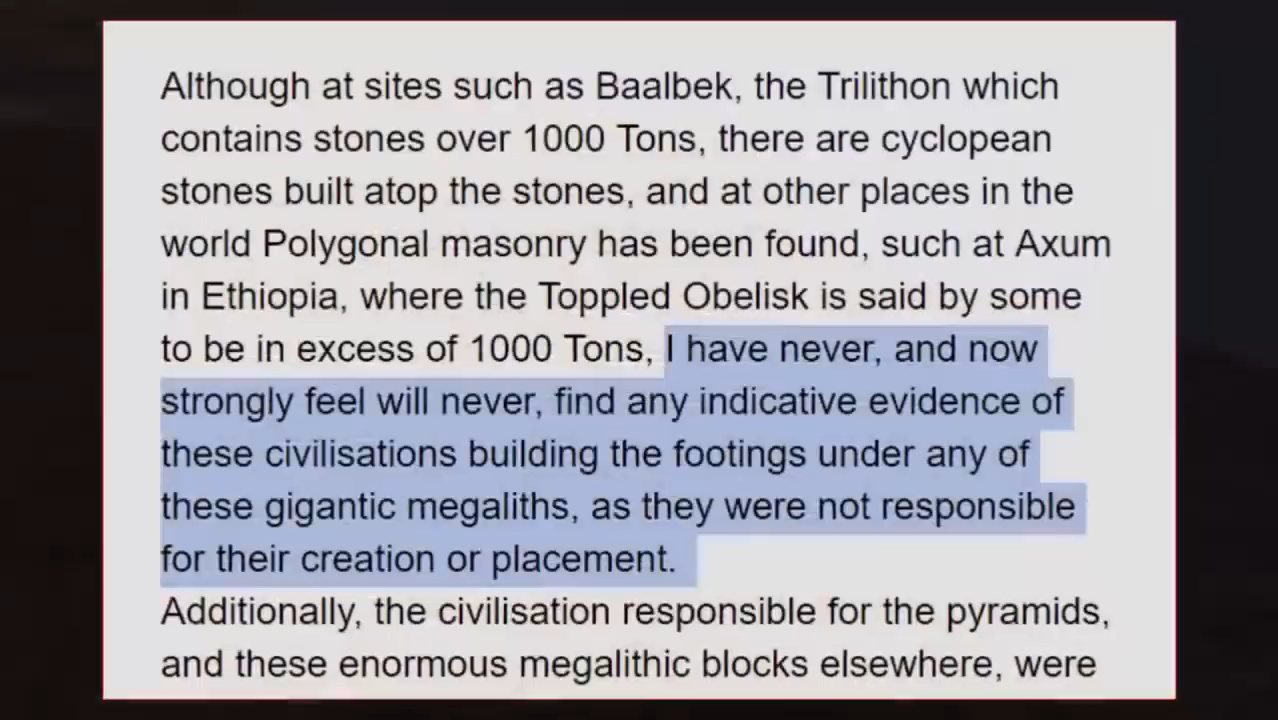 Although at sites such as Baalbek, the Trilithon which
contains stones over 1000 Tons, there are cyclopean
stones built atop the stones, and at other places in the
world Polygonal masonry has been found, such at Axum
in Ethiopia, where the Toppled Obelisk is said by some
to be in excess of 1000 Tons, I have never, and now
strongly feel will never, find any indicative evidence of
these civilisations building the footings under any of
these gigantic megaliths, as they were not responsible
for their creation or placement.
Additionally, the civilisation responsible for the pyramids,
and these enormous megalithic blocks elsewhere, were